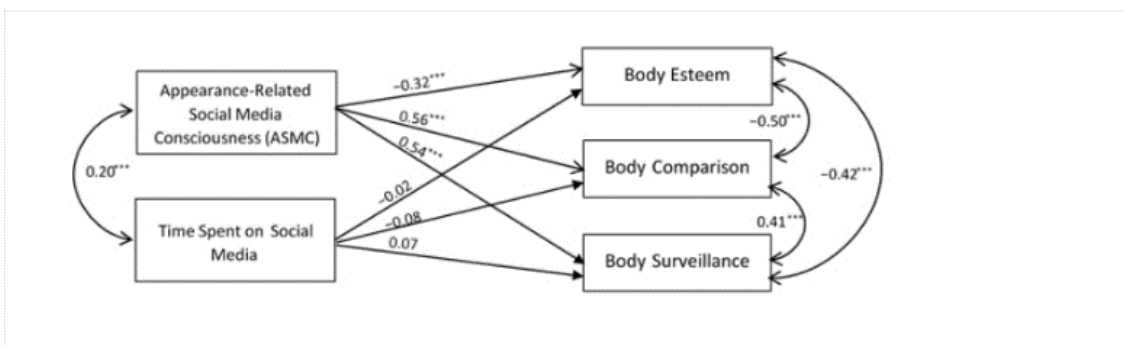 Appearance-Related
Social Media
Consciousness (ASMC)
Time Spent on Social
Media
0.20***
−0.32***
0.56***
0.54***
−0.02
−0.08
0.07
Body Esteem
Body Comparison
Body Surveillance
−0.50***
0.41***
−0.42***